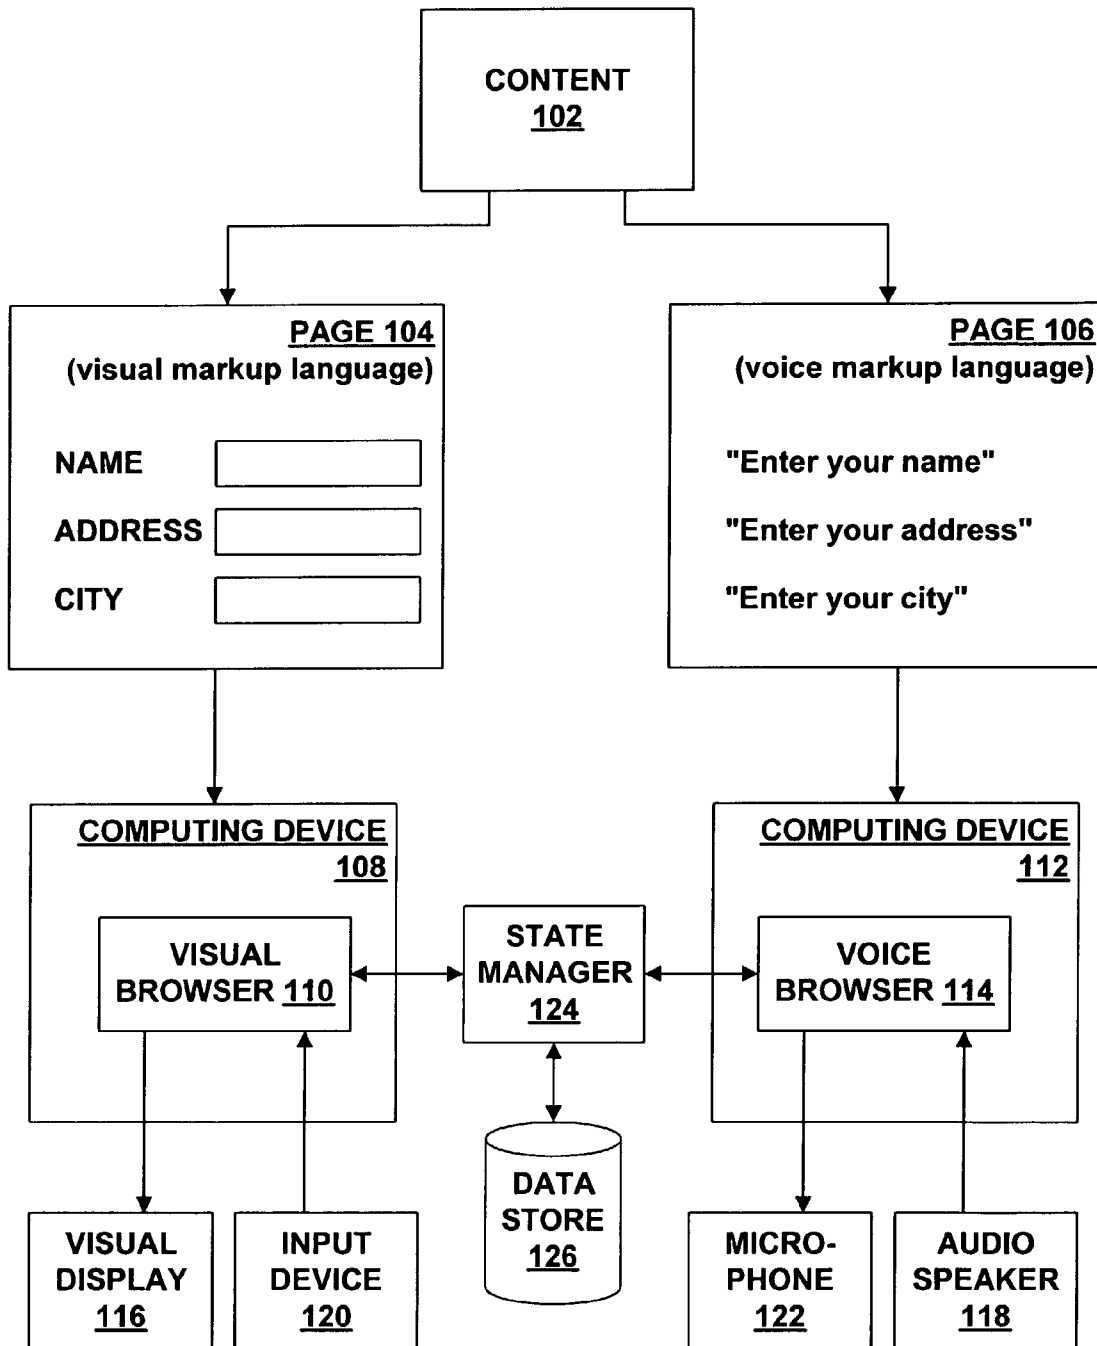 CONTENT
102
PAGE 104
(visual markup language)
NAME
ADDRESS
CITY
PAGE 106
(voice markup language)
"Enter your name"
"Enter your address"
"Enter your city"
COMPUTING DEVICE
108
VISUAL
BROWSER 110
STATE
MANAGER
124
COMPUTING DEVICE
112
VOICE
BROWSER 114
DATA
STORE
126
VISUAL
DISPLAY
116
INPUT
DEVICE
120
MICRO-
PHONE
122
AUDIO
SPEAKER
118